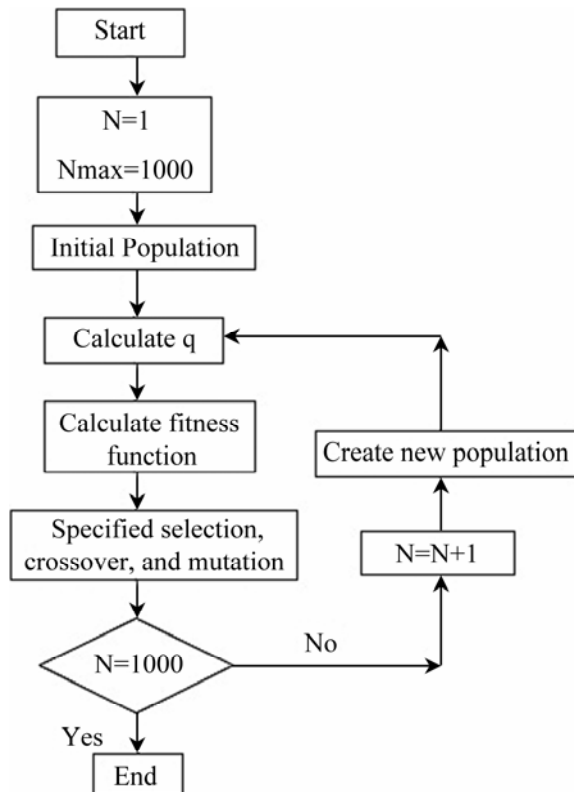 Start
N=1
Nmax=1000
Initial Population
Calculate q
Calculate fitness
function
Create new population
Specified selection,
crossover, and mutation
N=N+1
N=1000
No
Yes
End